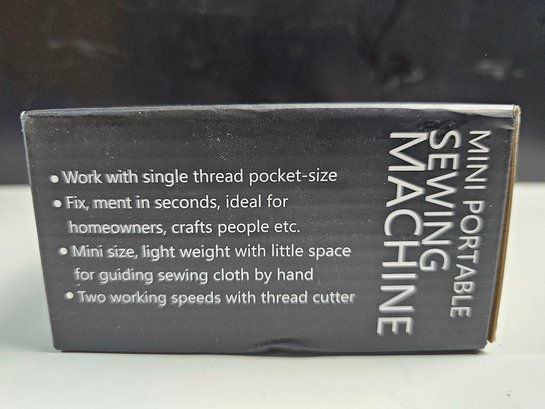 • Work with single thread pocket-size
• Fix, ment in seconds, ideal for
homeowners, crafts people etc.
• Mini size, light weight with little space
for guiding sewing cloth by hand
• Two working speeds with thread cutter
MINI PORTABLE
SEWING
MACHINE